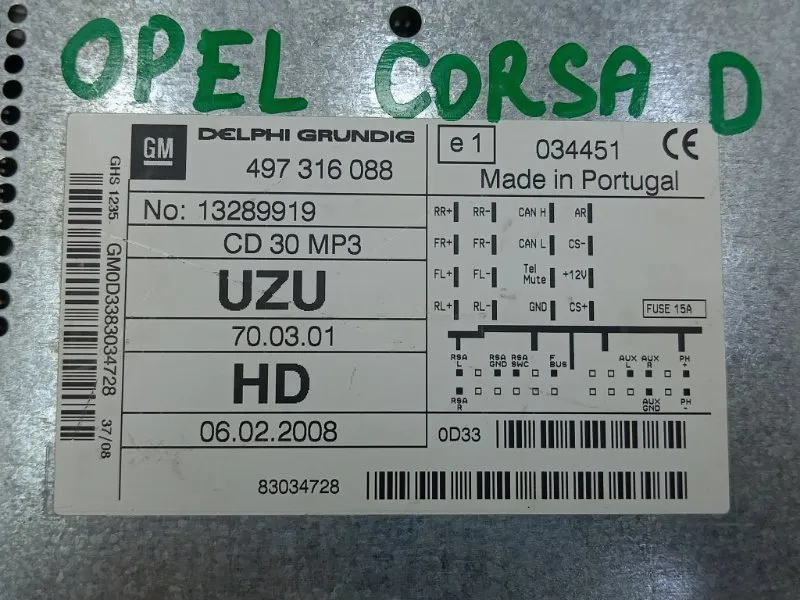 OPEL CORSA D
GM DELPHI GRUNDIG
497 316 088
e1 034451 CE
Made in Portugal
No: 13289919
CD 30 MP3
UZU
70.03.01
HD
06.02.2008
83034728
GHS 1235
GM0D3383034728
37/08
RR+ RR- CAN H AR
FR+ FR- CAN L CS-
FL+ FL- Tel Mute +12V
RL+ RL- GND CS+
FUSE 15A
RSA L RSA GND RSA SWC F BUS AUX L AUX R PH +
RSA R AUX GND PH -
0D33